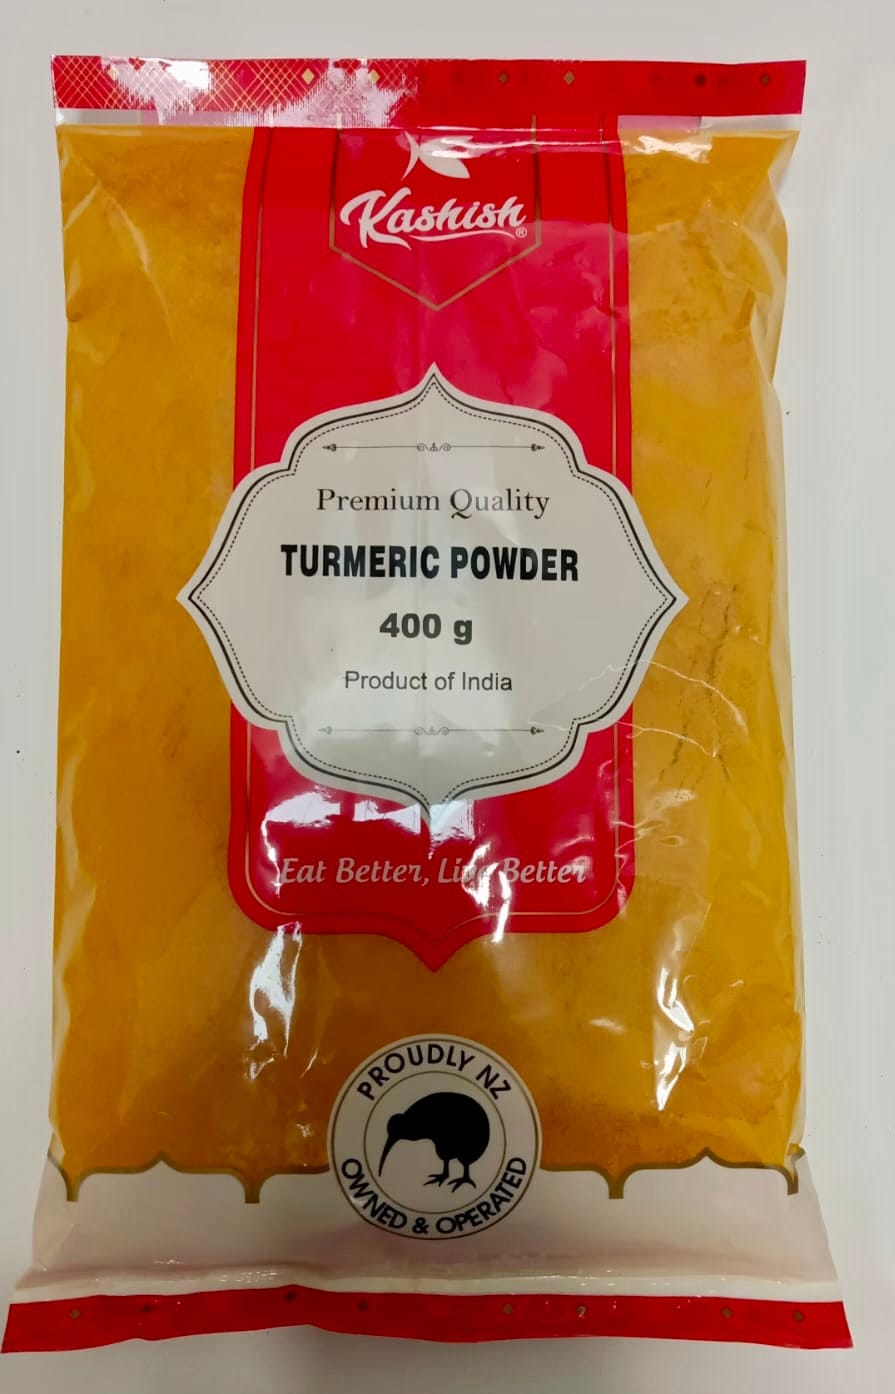 Kashish®
Premium Quality
TURMERIC POWDER
400 g
Product of India
Eat Better, Live Better
PROUDLY NZ
OWNED & OPERATED